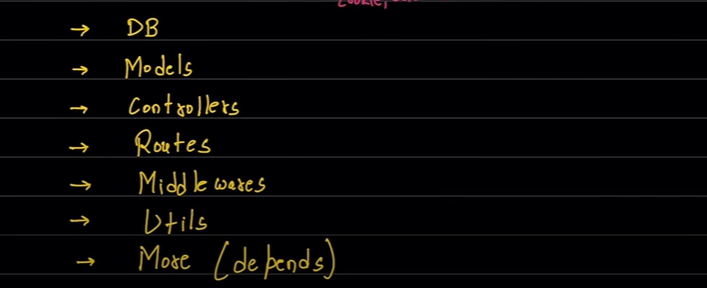 → DB
→ Models
→ Controllers
→ Routes
→ Middlewares
→ Utils
→ More (depends)